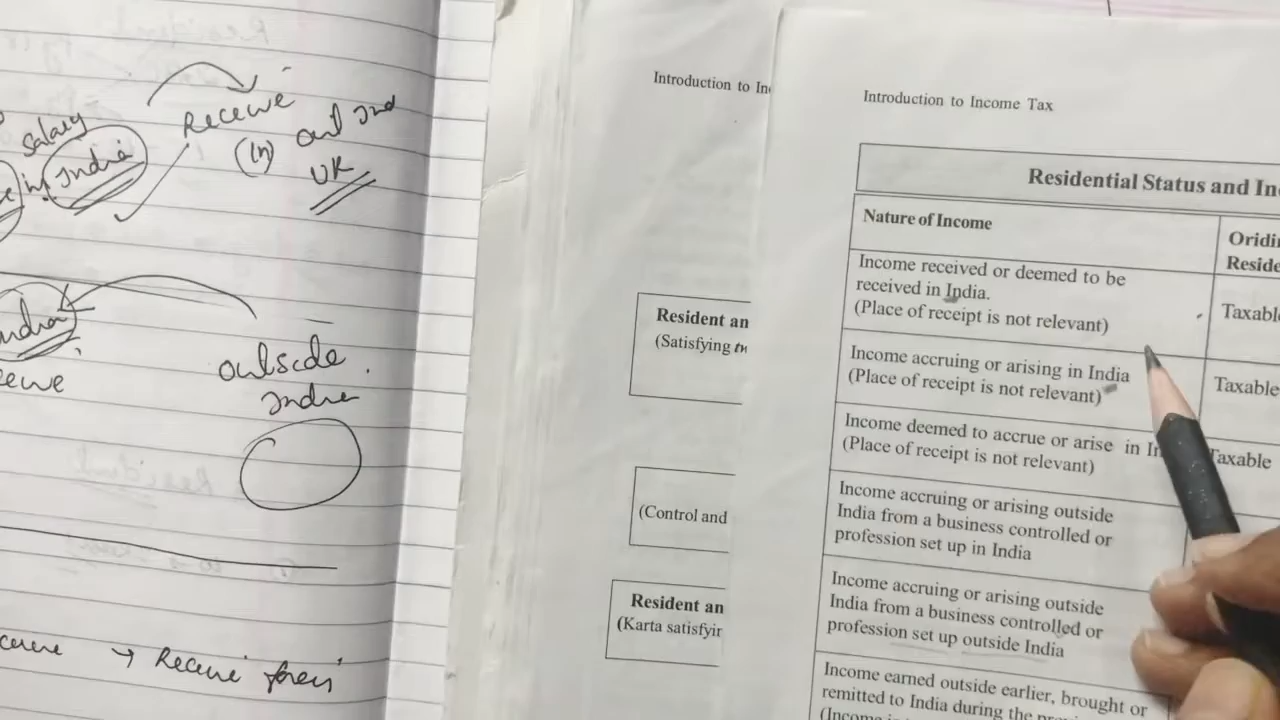 salary
in India
Receive
(In)
out Ind
UK
outside
India
India
→ Receive
Introduction to In
Resident an
(Satisfying
(Control and
Resident an
(Karta satisfyin
Introduction to Income Tax
Residential Status and In
Nature of Income
Oridi
Reside
Income received or deemed to be
received in India.
(Place of receipt is not relevant)
Taxable
Income accruing or arising in India
(Place of receipt is not relevant)
Taxable
Income deemed to accrue or arise in In
(Place of receipt is not relevant)
Taxable
Income accruing or arising outside
India from a business controlled or
profession set up in India
Income accruing or arising outside
India from a business controlled or
profession set up outside India
Income earned outside earlier, brought or
remitted to India during the